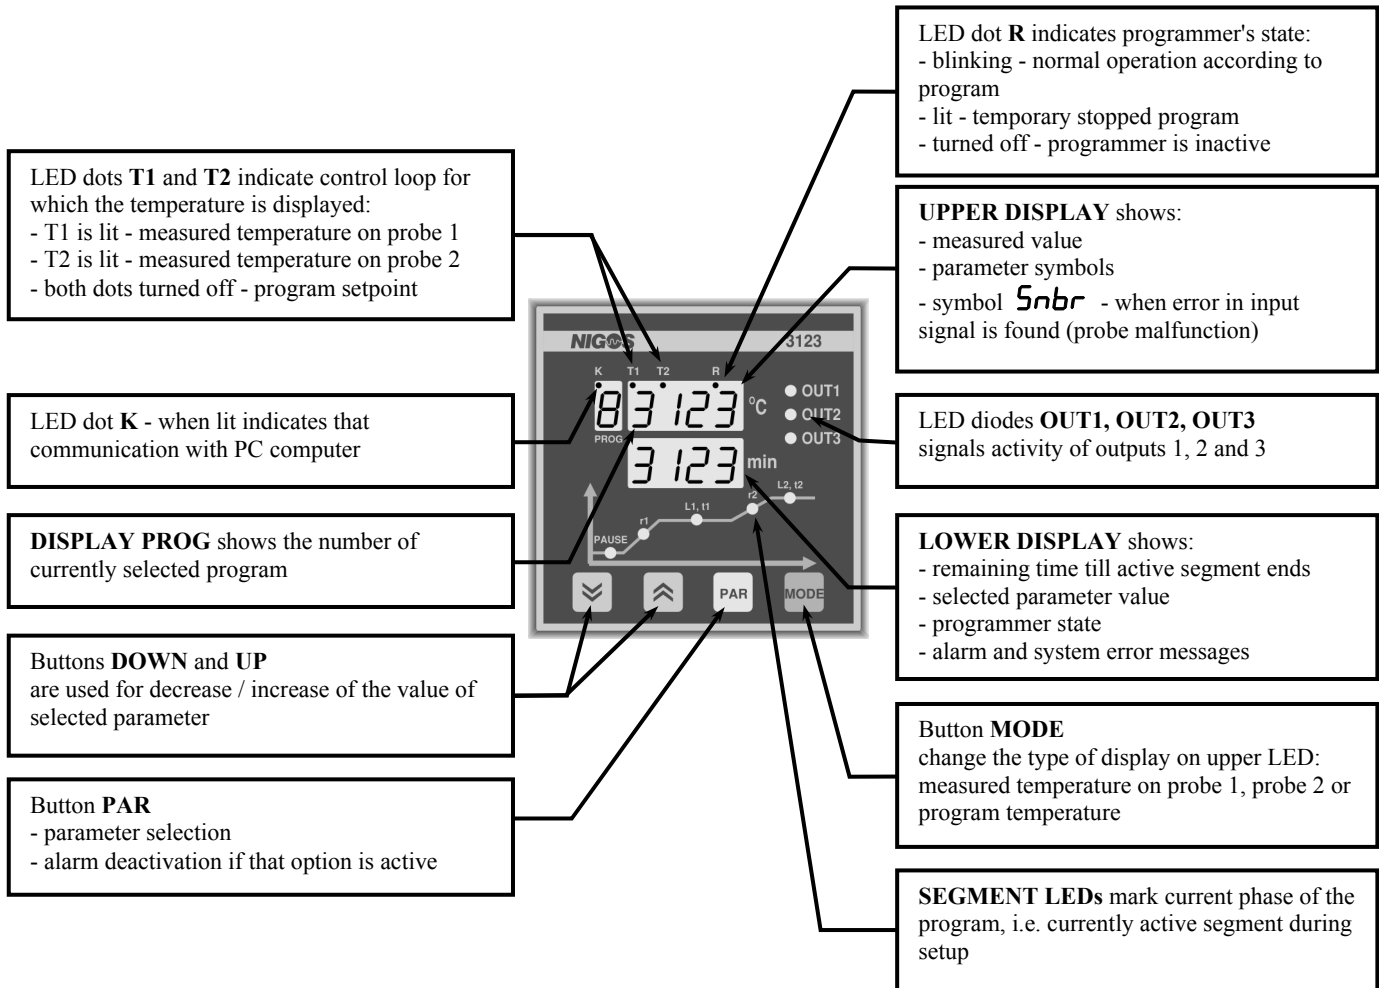 LED dot R indicates programmer's state:
- blinking - normal operation according to
program
- lit - temporary stopped program
- turned off - programmer is inactive
LED dots T1 and T2 indicate control loop for
which the temperature is displayed:
- T1 is lit - measured temperature on probe 1
- T2 is lit - measured temperature on probe 2
- both dots turned off - program setpoint
UPPER DISPLAY shows:
- measured value
- parameter symbols
- symbol Snbr - when error in input
signal is found (probe malfunction)
NIGOS 3123
K T1 T2 R
8 3123 °C
PROG
3123 min
OUT1
OUT2
OUT3
PAUSE
r1
L1, t1
r2
L2, t2
PAR
MODE
LED dot K - when lit indicates that
communication with PC computer
LED diodes OUT1, OUT2, OUT3
signals activity of outputs 1, 2 and 3
DISPLAY PROG shows the number of
currently selected program
LOWER DISPLAY shows:
- remaining time till active segment ends
- selected parameter value
- programmer state
- alarm and system error messages
Buttons DOWN and UP
are used for decrease / increase of the value of
selected parameter
Button MODE
change the type of display on upper LED:
measured temperature on probe 1, probe 2 or
program temperature
Button PAR
- parameter selection
- alarm deactivation if that option is active
SEGMENT LEDs mark current phase of the
program, i.e. currently active segment during
setup